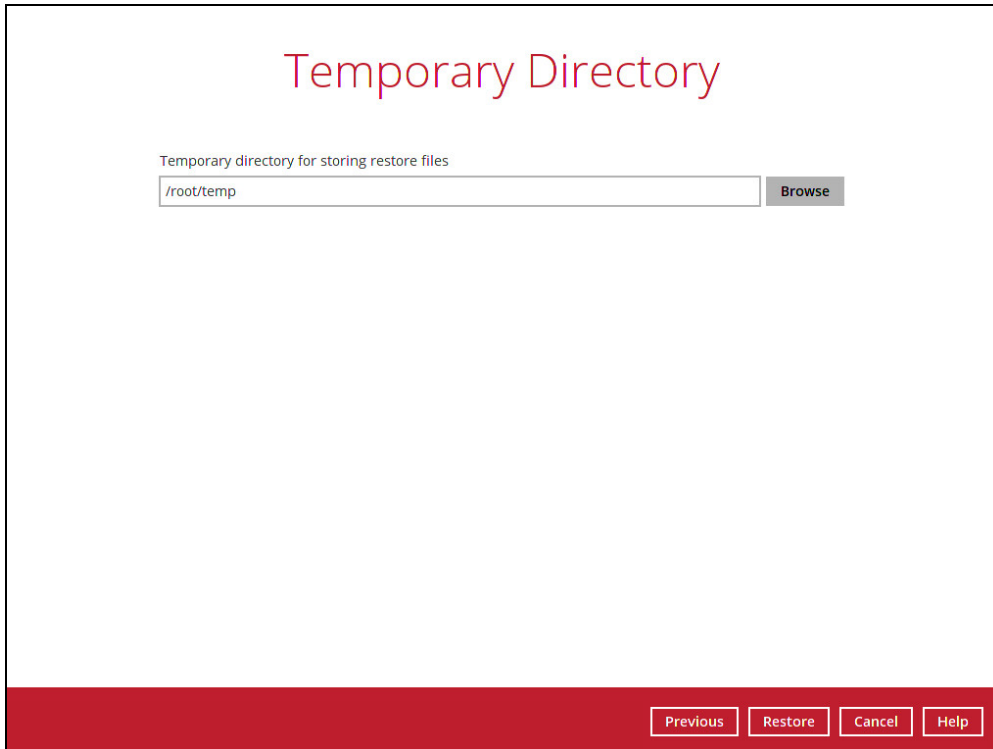 Temporary Directory
Temporary directory for storing restore files
/root/temp
Browse
Previous
Restore
Cancel
Help